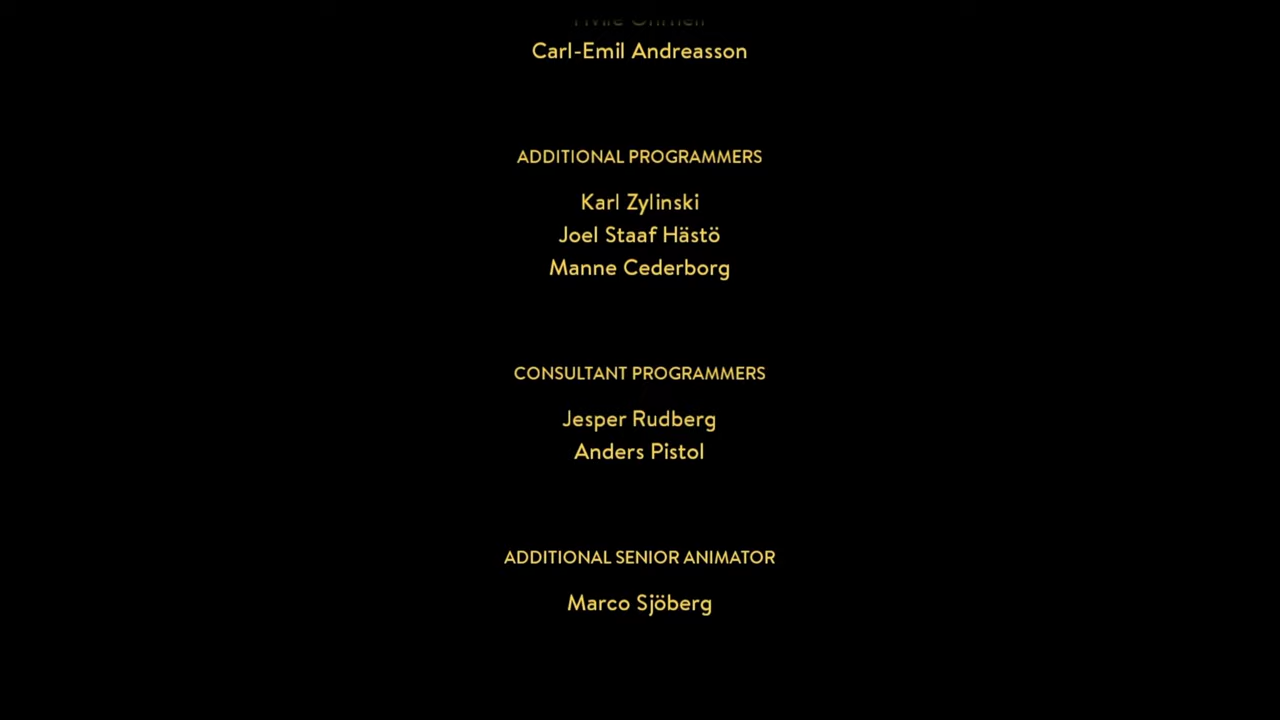 Carl-Emil Andreasson
ADDITIONAL PROGRAMMERS
Karl Zylinski
Joel Staaf Hästö
Manne Cederborg
CONSULTANT PROGRAMMERS
Jesper Rudberg
Anders Pistol
ADDITIONAL SENIOR ANIMATOR
Marco Sjöberg